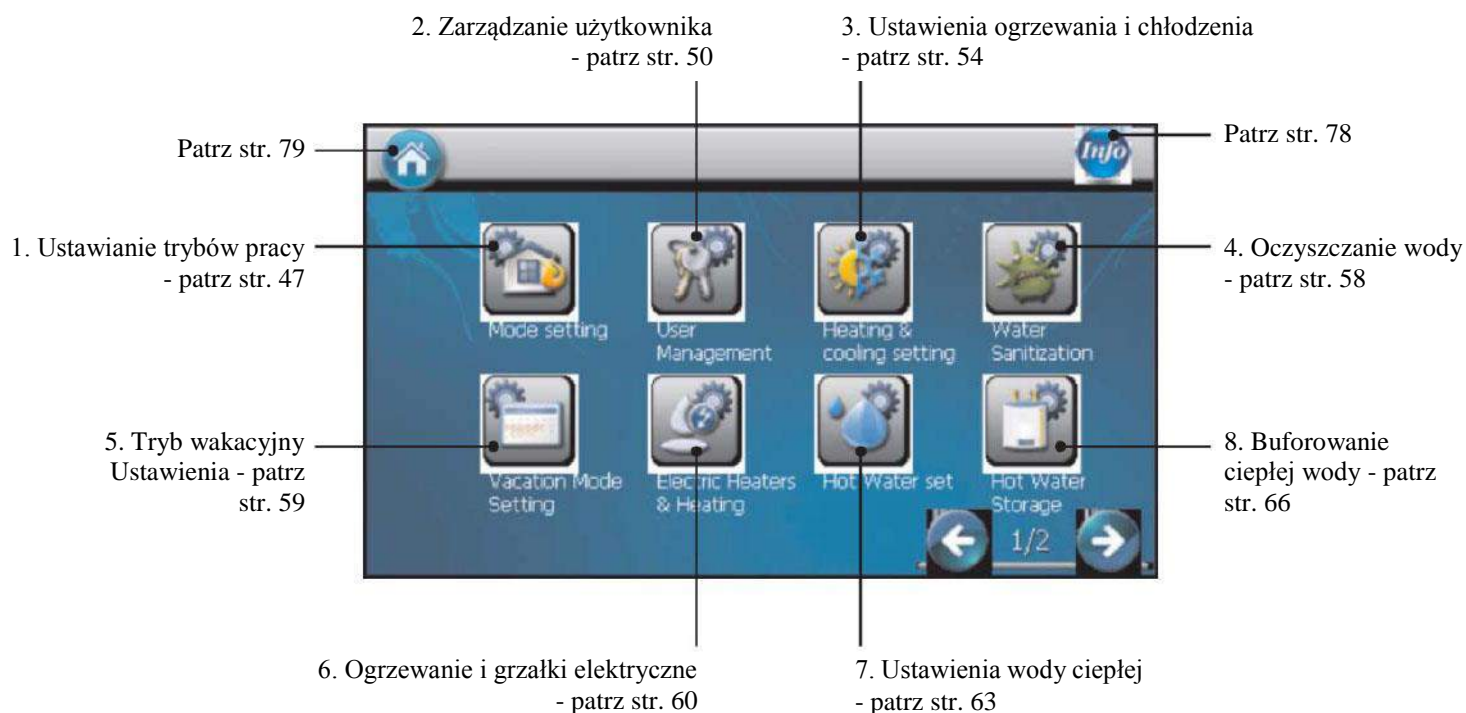 2. Zarządzanie użytkownika
- patrz str. 50
3. Ustawienia ogrzewania i chłodzenia
- patrz str. 54
Patrz str. 79
Info
Patrz str. 78
1. Ustawianie trybów pracy
- patrz str. 47
4. Oczyszczanie wody
- patrz str. 58
Mode setting
User
Management
Heating &
cooling setting
Water
Sanitization
5. Tryb wakacyjny
Ustawienia - patrz
str. 59
8. Buforowanie
ciepłej wody - patrz
str. 66
Vacation Mode
Setting
Electric Heaters
& Heating
Hot Water set
Hot Water
Storage
1/2
6. Ogrzewanie i grzałki elektryczne
- patrz str. 60
7. Ustawienia wody ciepłej
- patrz str. 63